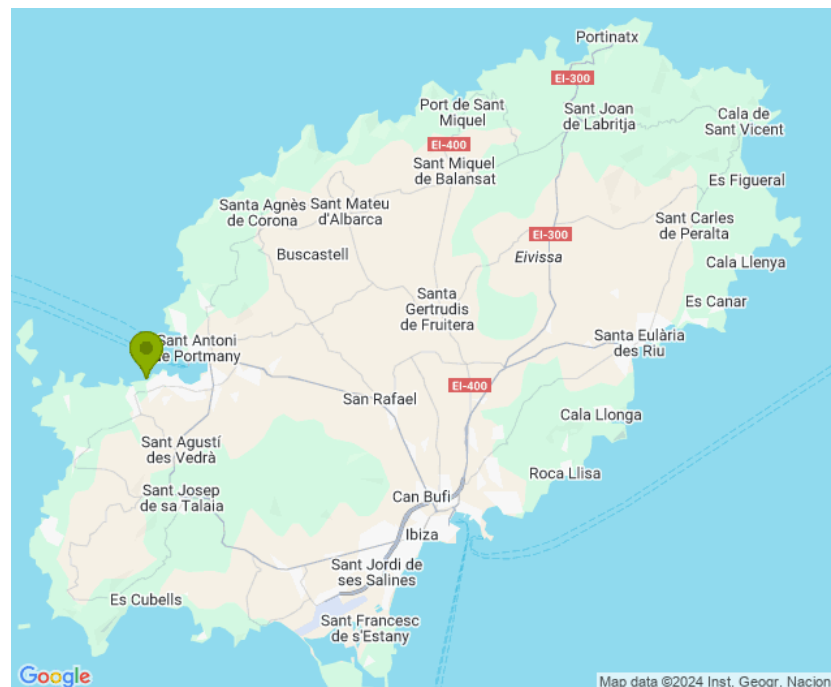 Portinatx
EI-300
Port de Sant
Miquel
Sant Joan
de Labritja
Cala de
Sant Vicent
EI-400
Sant Miquel
de Balansat
Es Figueral
Santa Agnès
de Corona
Sant Mateu
d'Albarca
Sant Carles
de Peralta
EI-300
Buscastell
Eivissa
Cala Llenya
Santa
Gertrudis
de Fruitera
Es Canar
Sant Antoni
de Portmany
Santa Eulària
des Riu
EI-400
San Rafael
Cala Llonga
Sant Agustí
des Vedrà
Roca Llisa
Sant Josep
de sa Talaia
Can Bufi
Ibiza
Sant Jordi de
ses Salines
Es Cubells
Sant Francesc
de s'Estany
Google
Map data ©2024 Inst. Geogr. Nacion